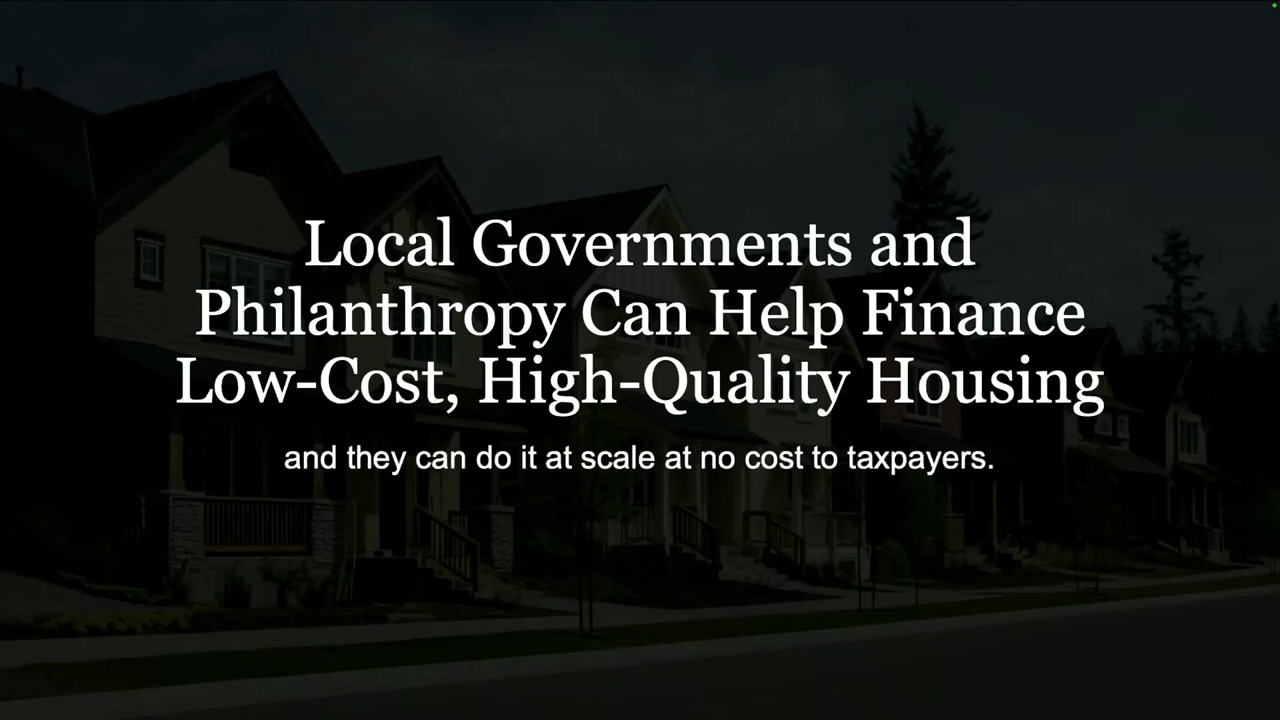 Local Governments and
Philanthropy Can Help Finance
Low-Cost, High-Quality Housing
and they can do it at scale at no cost to taxpayers.